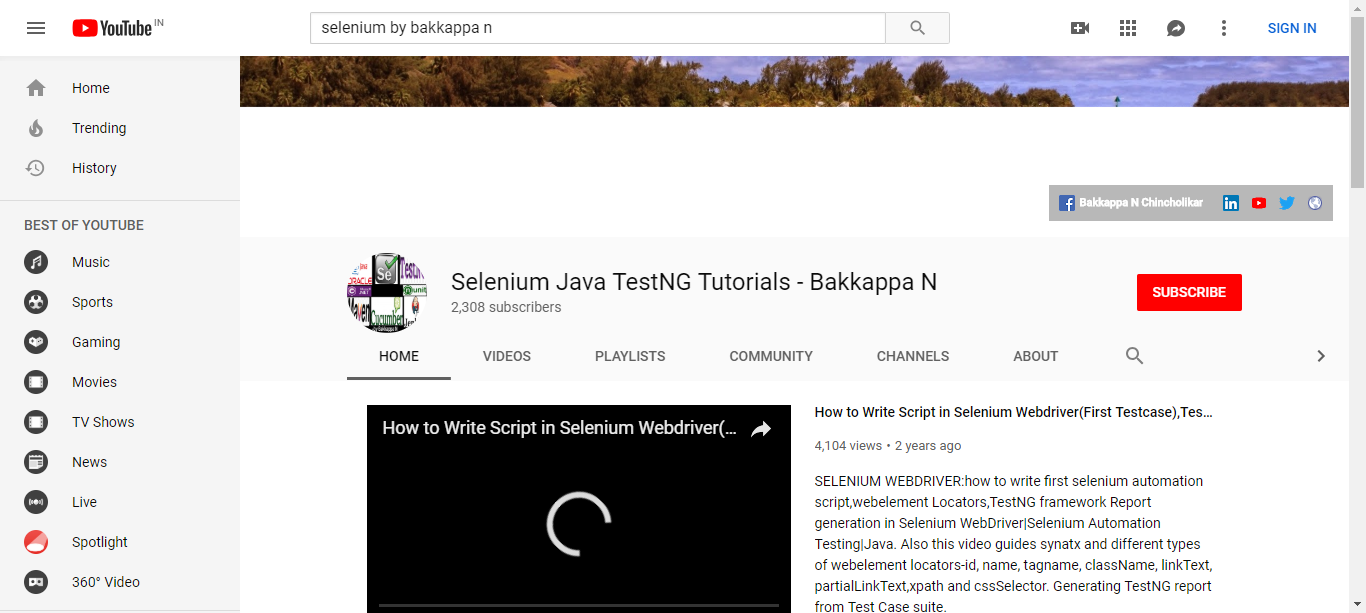 YouTube IN
selenium by bakkappa n
SIGN IN
Home
Trending
History
BEST OF YOUTUBE
Music
Sports
Gaming
Movies
TV Shows
News
Live
Spotlight
360° Video
Bakkappa N Chincholikar
Selenium Java TestNG Tutorials - Bakkappa N
2,308 subscribers
SUBSCRIBE
HOME VIDEOS PLAYLISTS COMMUNITY CHANNELS ABOUT
How to Write Script in Selenium Webdriver(...
How to Write Script in Selenium Webdriver(First Testcase),Tes...
4,104 views • 2 years ago
SELENIUM WEBDRIVER:how to write first selenium automation
script,webelement Locators,TestNG framework Report
generation in Selenium WebDriver|Selenium Automation
Testing|Java. Also this video guides synatx and different types
of webelement locators-id, name, tagname, className, linkText,
partialLinkText,xpath and cssSelector. Generating TestNG report
from Test Case suite.